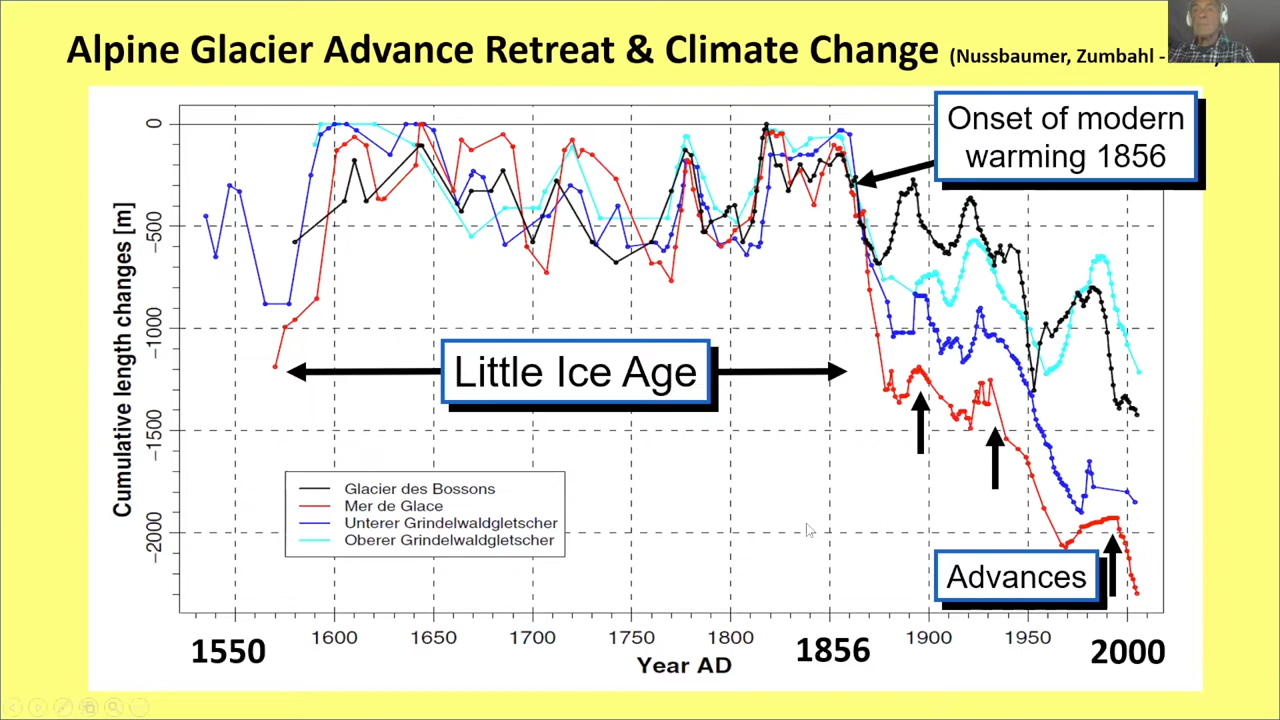 Alpine Glacier Advance Retreat & Climate Change (Nussbaumer, Zumbahl -
Onset of modern
warming 1856
Cumulative length changes [m]
0
−500
−1000
−1500
−2000
Little Ice Age
Glacier des Bossons
Mer de Glace
Unterer Grindelwaldgletscher
Oberer Grindelwaldgletscher
Advances
1550
1600
1650
1700
1750
1800
1856
1900
1950
2000
Year AD